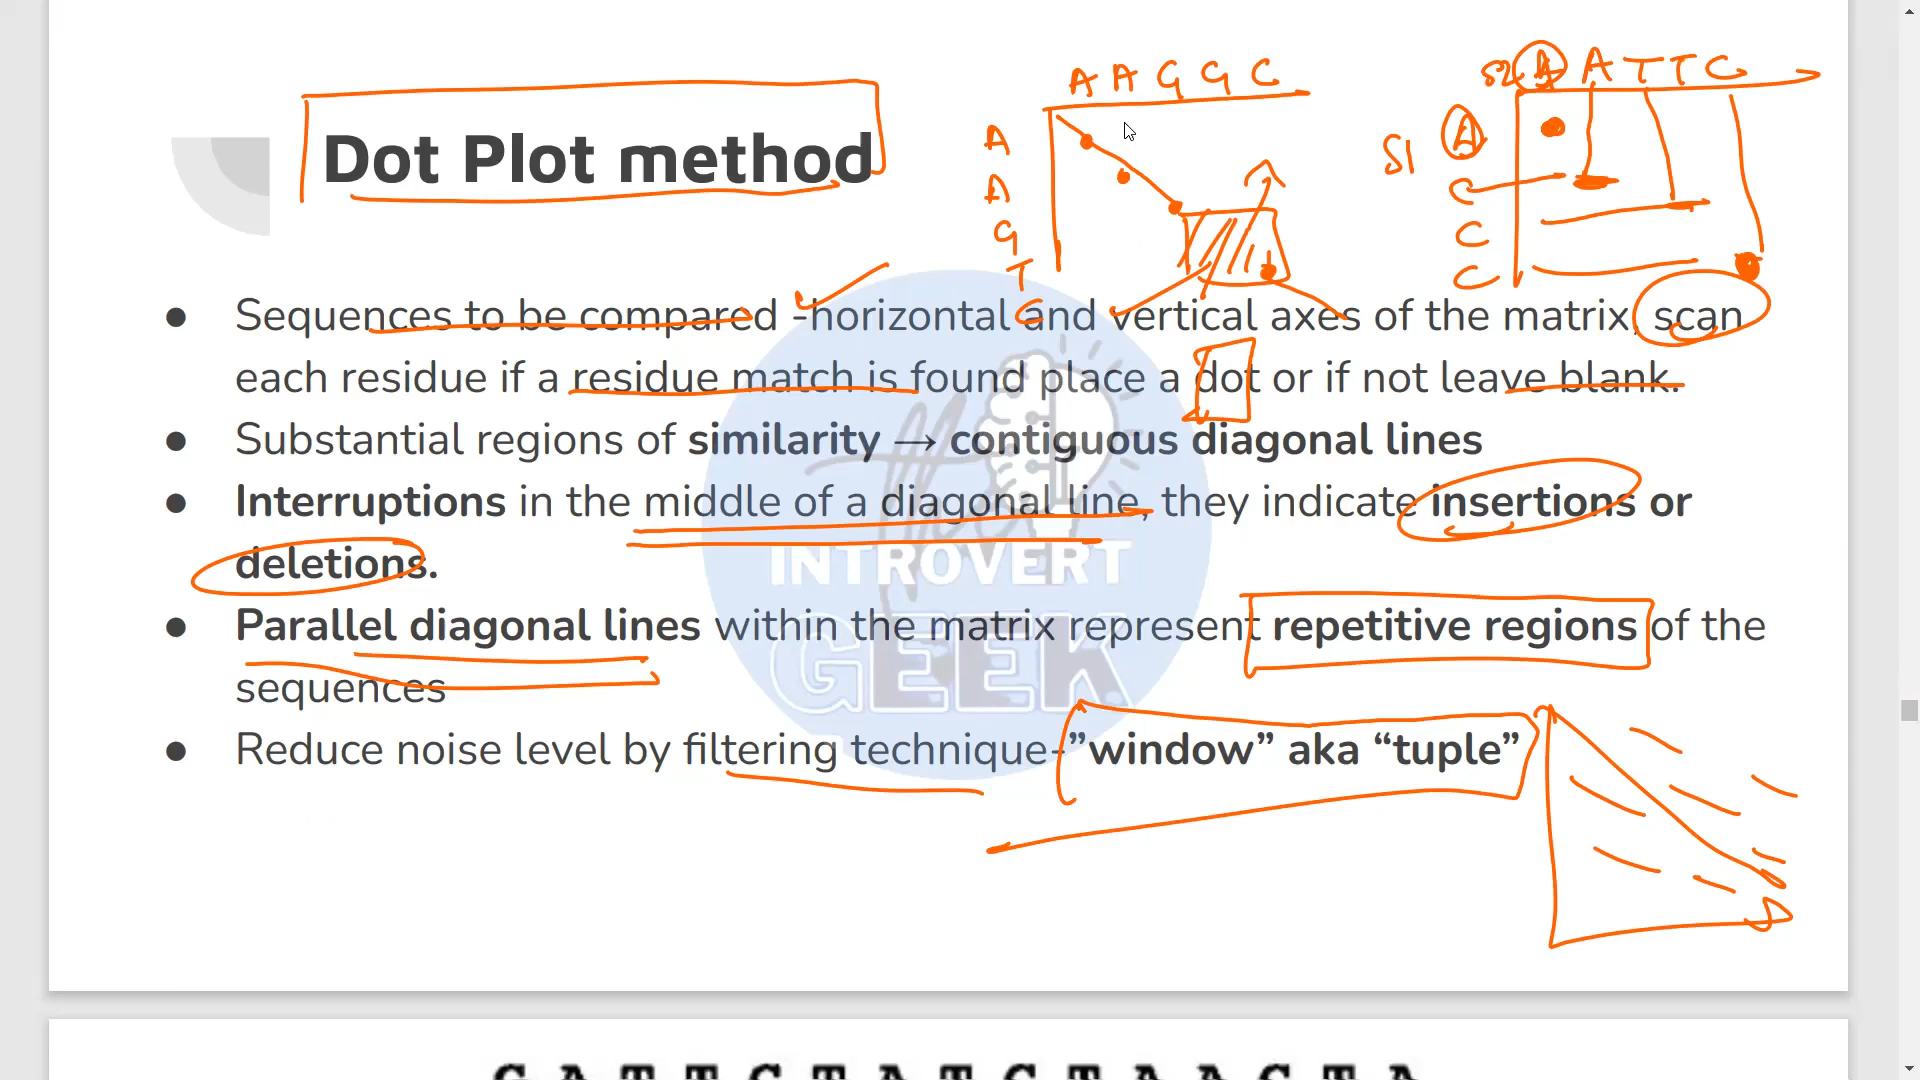 A A G G C
S2 A A T T C
A
A
G
T
C
S1
A
C
C
C
Dot Plot method
● Sequences to be compared -horizontal and vertical axes of the matrix, scan
each residue if a residue match is found place a dot or if not leave blank.
● Substantial regions of similarity → contiguous diagonal lines
● Interruptions in the middle of a diagonal line, they indicate insertions or
deletions.
● Parallel diagonal lines within the matrix represent repetitive regions of the
sequences
● Reduce noise level by filtering technique-”window” aka “tuple”
The
INTROVERT
GEEK